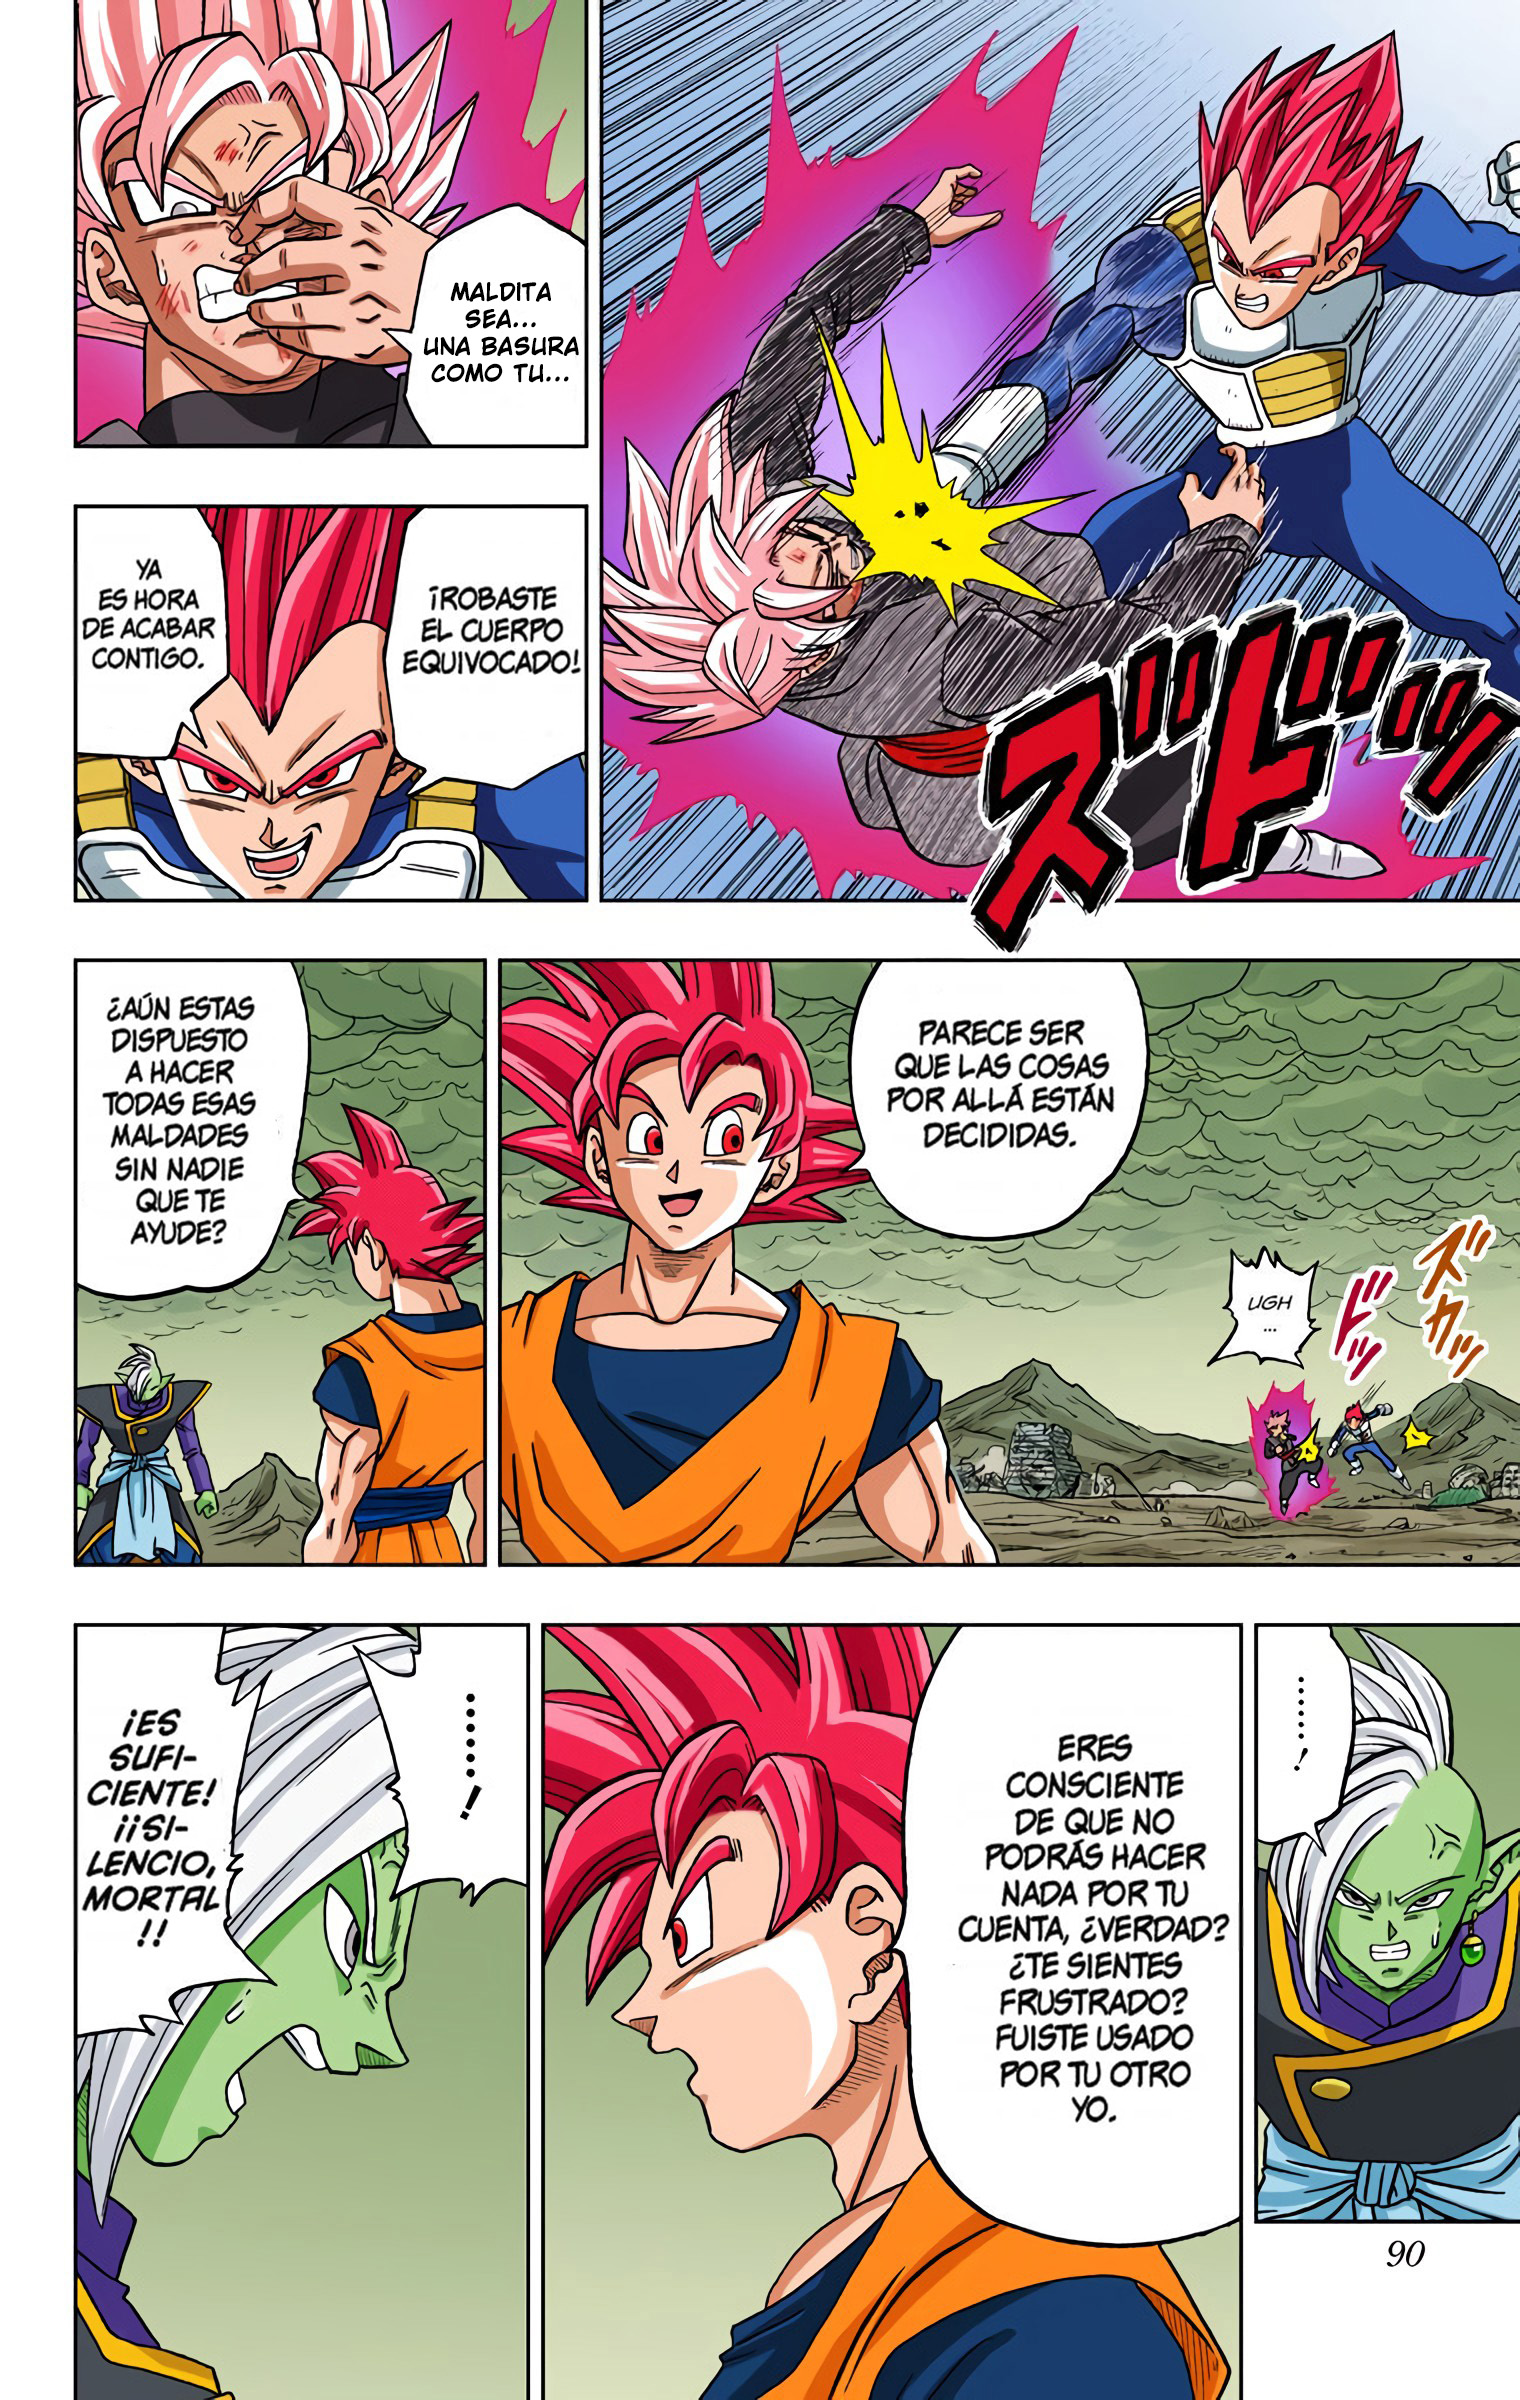 ズドドッ
MALDITA
SEA...
UNA BASURA
COMO TU...
¡ROBASTE
EL CUERPO
EQUIVOCADO!
YA
ES HORA
DE ACABAR
CONTIGO.
ズガッ
ドッ
UGH
...
PARECE SER
QUE LAS COSAS
POR ALLÁ ESTÁN
DECIDIDAS.
¿AÚN ESTAS
DISPUESTO
A HACER
TODAS ESAS
MALDADES
SIN NADIE
QUE TE
AYUDE?
......!
ERES
CONSCIENTE
DE QUE NO
PODRÁS HACER
NADA POR TU
CUENTA, ¿VERDAD?
¿TE SIENTES
FRUSTRADO?
FUISTE USADO
POR TU OTRO
YO.
.......!
¡ES
SUFI-
CIENTE!
¡¡SI-
LENCIO,
MORTAL
!!
90